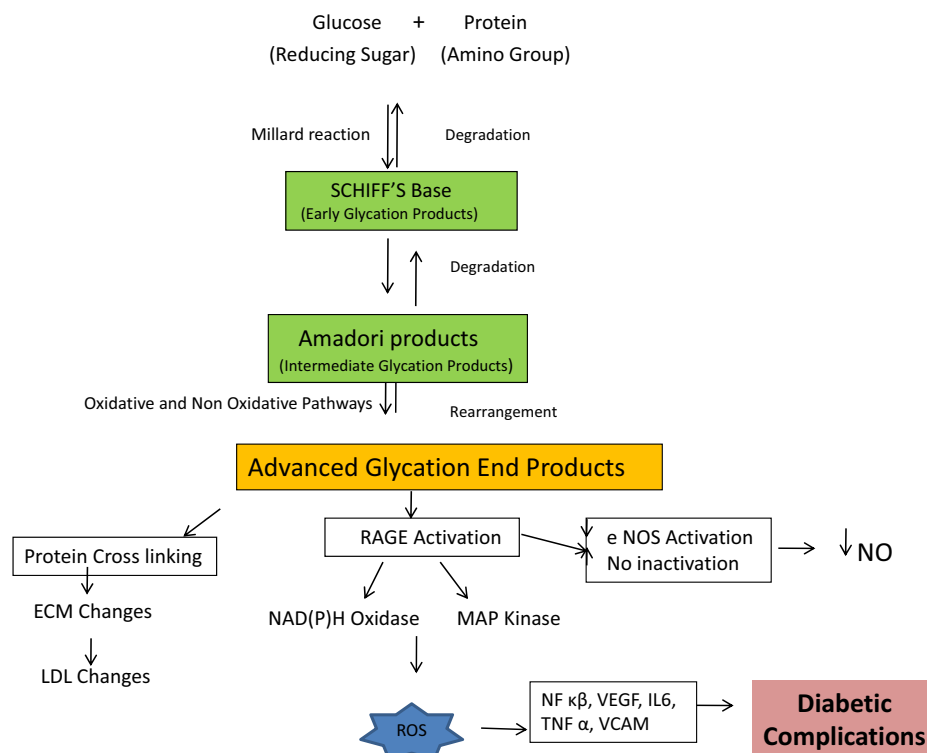 Glucose + Protein
(Reducing Sugar) (Amino Group)
Millard reaction
Degradation
SCHIFF'S Base
(Early Glycation Products)
Degradation
Amadori products
(Intermediate Glycation Products)
Oxidative and Non Oxidative Pathways
Rearrangement
Advanced Glycation End Products
Protein Cross linking
RAGE Activation
e NOS Activation
No inactivation
NO
ECM Changes
NAD(P)H Oxidase
MAP Kinase
LDL Changes
ROS
NF κβ, VEGF, IL6,
TNF α, VCAM
Diabetic
Complications